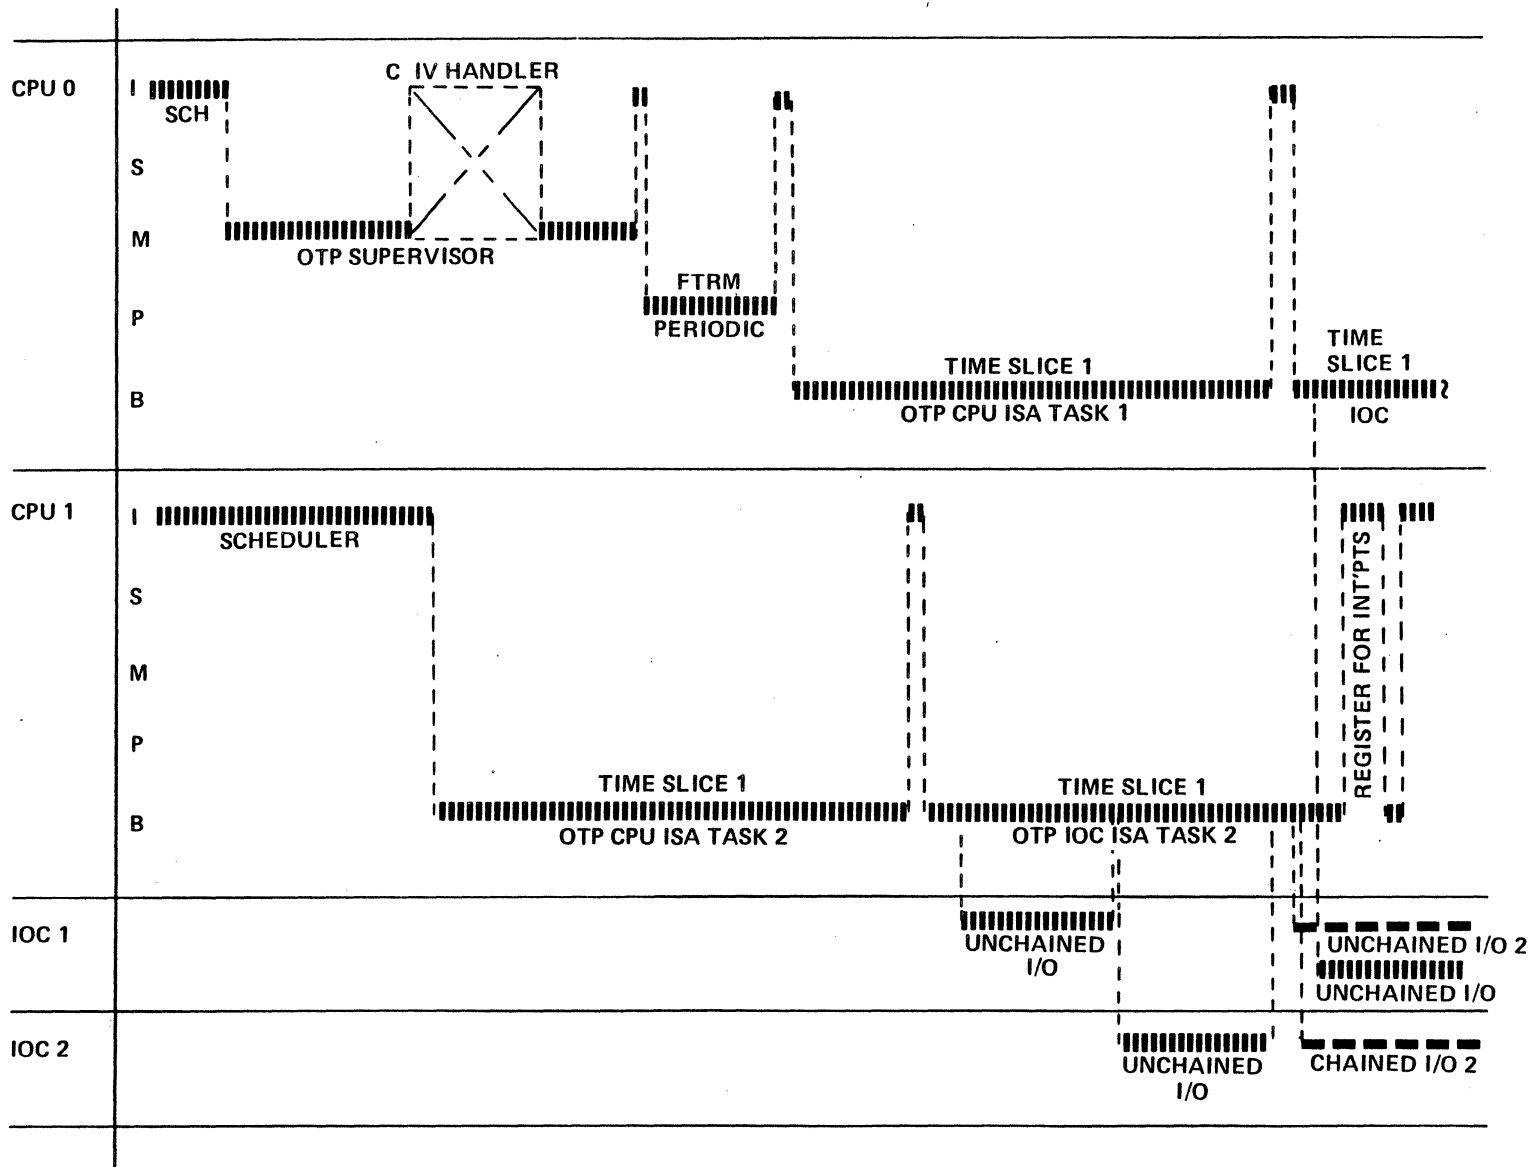 C IV HANDLER
CPU 0
I
SCH
S
M
OTP SUPERVISOR
FTRM
P
PERIODIC
TIME
SLICE 1
TIME SLICE 1
B
OTP CPU ISA TASK 1
IOC
CPU 1
I
SCHEDULER
REGISTER FOR INT'PTS
S
M
P
TIME SLICE 1
TIME SLICE 1
B
OTP CPU ISA TASK 2
OTP IOC ISA TASK 2
IOC 1
UNCHAINED
I/O
UNCHAINED I/O 2
UNCHAINED I/O
IOC 2
UNCHAINED
I/O
CHAINED I/O 2